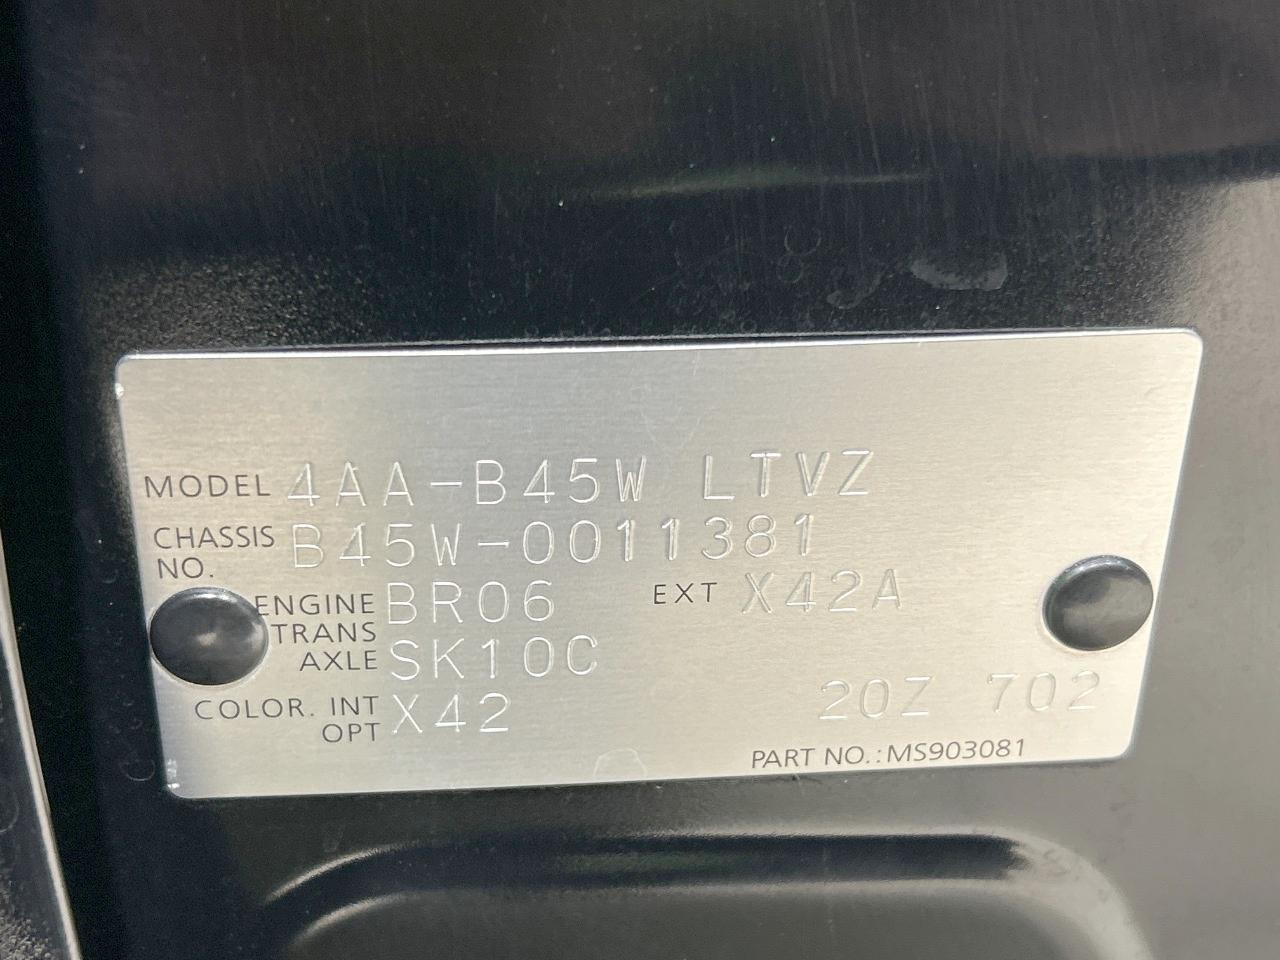 MODEL 4AA-B45W LTVZ
CHASSIS NO. B45W-0011381
ENGINE BR06 EXT X42A
TRANS AXLE SK10C
COLOR. INT OPT X42 20Z 702
PART NO.:MS903081